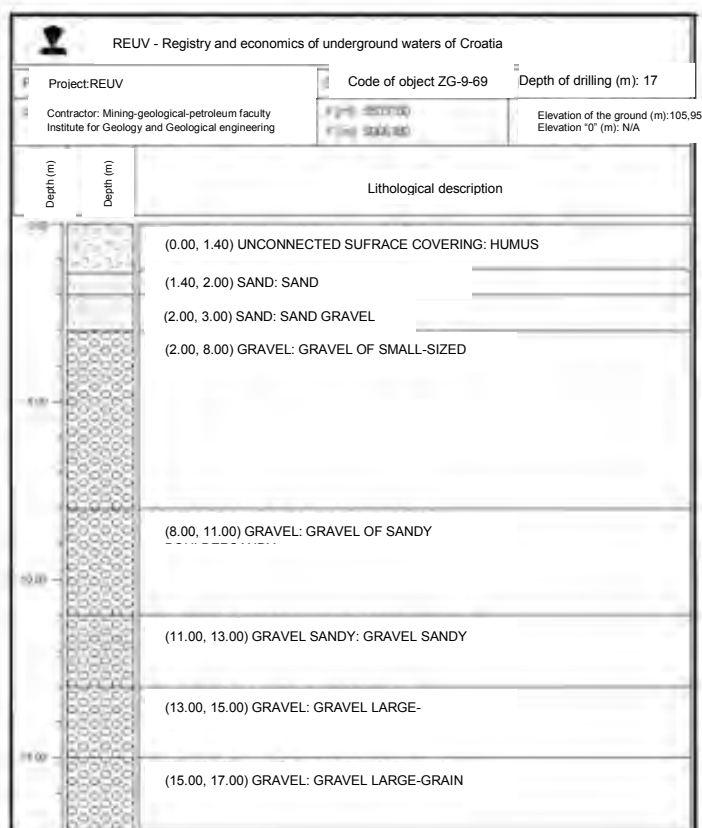 REUV - Registry and economics of underground waters of Croatia
Project:REUV
Code of object ZG-9-69
Depth of drilling (m): 17
Contractor: Mining-geological-petroleum faculty
Institute for Geology and Geological engineering
Elevation of the ground (m):105,95
Elevation "0" (m): N/A
Depth (m)
Depth (m)
Lithological description
(0.00, 1.40) UNCONNECTED SUFRACE COVERING: HUMUS
(1.40, 2.00) SAND: SAND
(2.00, 3.00) SAND: SAND GRAVEL
(2.00, 8.00) GRAVEL: GRAVEL OF SMALL-SIZED
(8.00, 11.00) GRAVEL: GRAVEL OF SANDY
10.00
(11.00, 13.00) GRAVEL SANDY: GRAVEL SANDY
(13.00, 15.00) GRAVEL: GRAVEL LARGE-
(15.00, 17.00) GRAVEL: GRAVEL LARGE-GRAIN